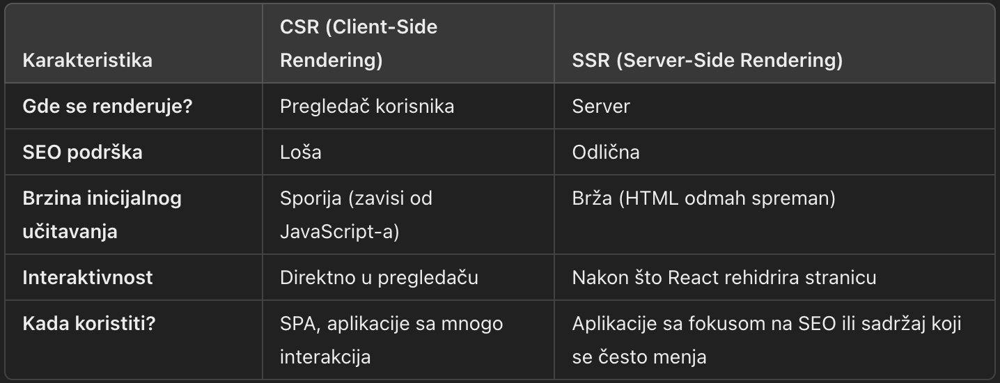 Karakteristika
CSR (Client-Side
Rendering)
SSR (Server-Side Rendering)
Gde se renderuje?
Pregledač korisnika
Server
SEO podrška
Loša
Odlična
Brzina inicijalnog
učitavanja
Sporija (zavisi od
JavaScript-a)
Brža (HTML odmah spreman)
Interaktivnost
Direktno u pregledaču
Nakon što React rehidrira stranicu
Kada koristiti?
SPA, aplikacije sa mnogo
interakcija
Aplikacije sa fokusom na SEO ili sadržaj koji
se često menja